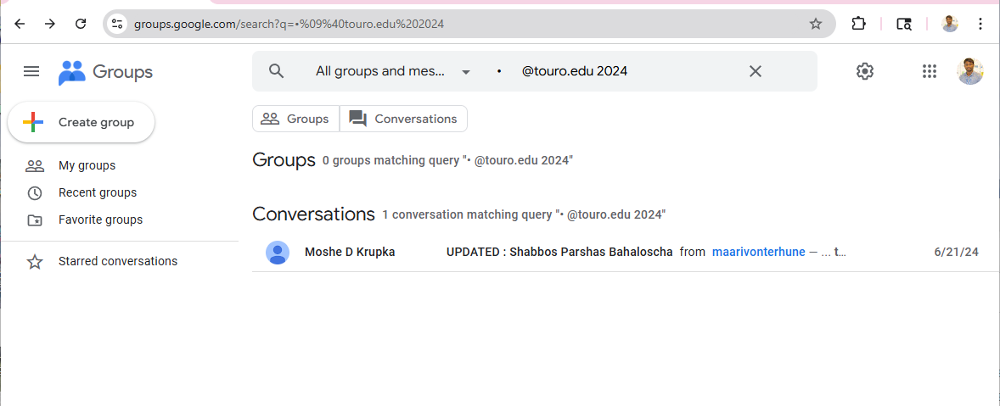 groups.google.com/search?q=•%09%40touro.edu%202024
Groups
All groups and mes... • @touro.edu 2024
Create group
My groups
Recent groups
Favorite groups
Starred conversations
Groups Conversations
Groups 0 groups matching query "• @touro.edu 2024"
Conversations 1 conversation matching query "• @touro.edu 2024"
Moshe D Krupka UPDATED : Shabbos Parshas Bahaloscha from maarivonterhune — ... t... 6/21/24